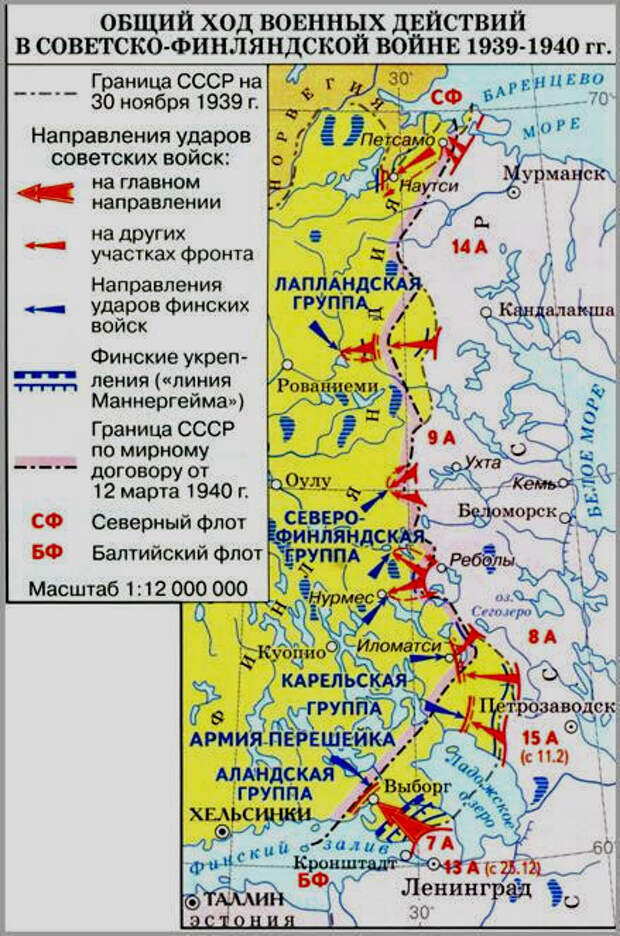 ОБЩИЙ ХОД ВОЕННЫХ ДЕЙСТВИЙ
В СОВЕТСКО-ФИНЛЯНДСКОЙ ВОЙНЕ 1939-1940 гг.
Граница СССР на
30 ноября 1939 г.
Направления ударов
советских войск:
на главном
направлении
на других
участках фронта
Направления
ударов финских
войск
Финские укреп-
ления («линия
Маннергейма»)
Граница СССР
по мирному
договору от
12 марта 1940 г.
СФ Северный флот
БФ Балтийский флот
Масштаб 1:12 000 000
30°
СФ
БАРЕНЦЕВО
МОРЕ
70°
НОРВЕГИЯ
Петсамо
Наутси
Мурманск
14 А
ЛАПЛАНДСКАЯ
ГРУППА
Кандалакша
Рованиеми
9 А
Ухта
БЕЛОЕ МОРЕ
Оулу
Кемь
Беломорск
СЕВЕРО-
ФИНЛЯНДСКАЯ
ГРУППА
Реболы
оз.
Сегозеро
Нурмес
8 А
Куопио
Иломатси
КАРЕЛЬСКАЯ
ГРУППА
Петрозаводск
АРМИЯ ПЕРЕШЕЙКА
15 А
(с 11.2)
АЛАНДСКАЯ
ГРУППА
Выборг
Ладожское
озеро
ХЕЛЬСИНКИ
7 А
60°
Финский залив
Кронштадт
13 А (с 25.12)
БФ
Ленинград
ТАЛЛИН
ЭСТОНИЯ
30°
ФИНЛЯНДИЯ
СССР